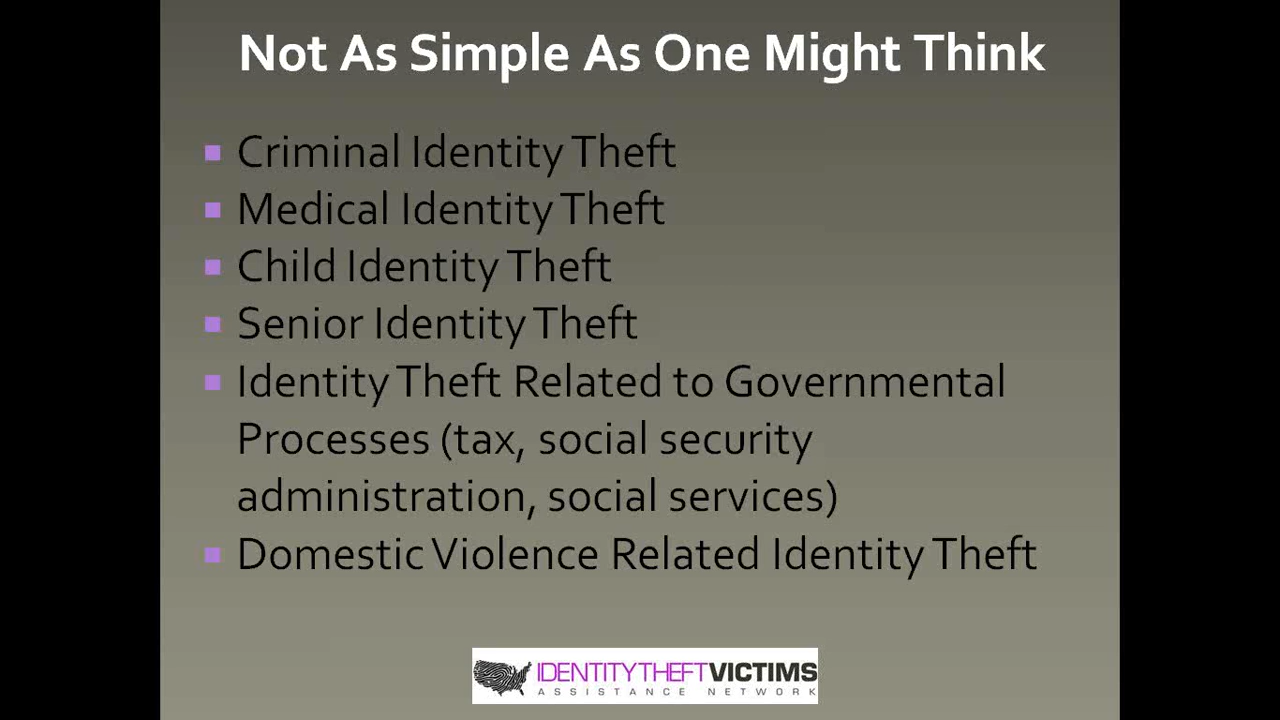 Not As Simple As One Might Think
Criminal Identity Theft
Medical Identity Theft
Child Identity Theft
Senior Identity Theft
Identity Theft Related to Governmental
Processes (tax, social security
administration, social services)
Domestic Violence Related Identity Theft
IDENTITYTHEFTVICTIMS
ASSISTANCE NETWORK